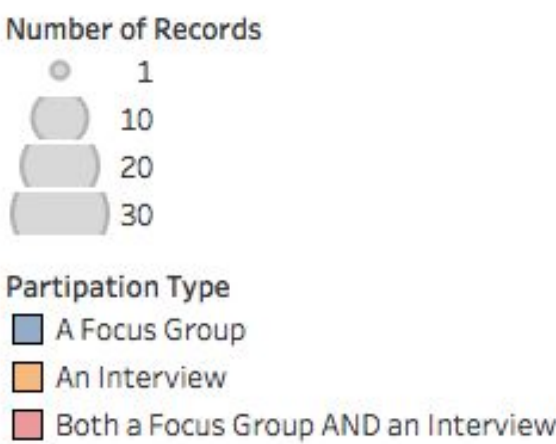 Number of Records
1
10
20
30
Partipation Type
A Focus Group
An Interview
Both a Focus Group AND an Interview